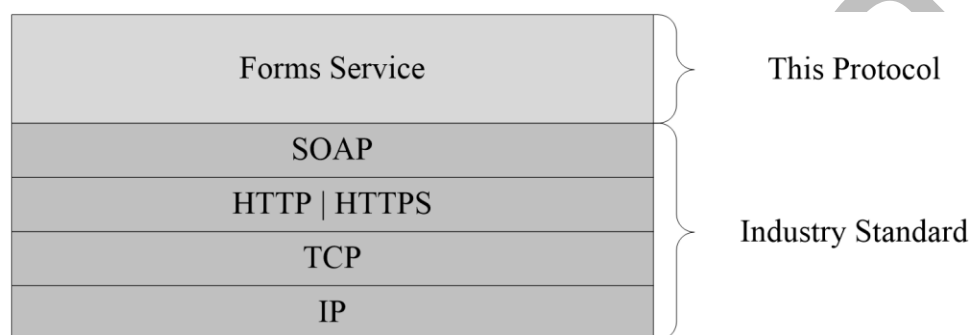 Forms Service
This Protocol
SOAP
HTTP | HTTPS
TCP
Industry Standard
IP